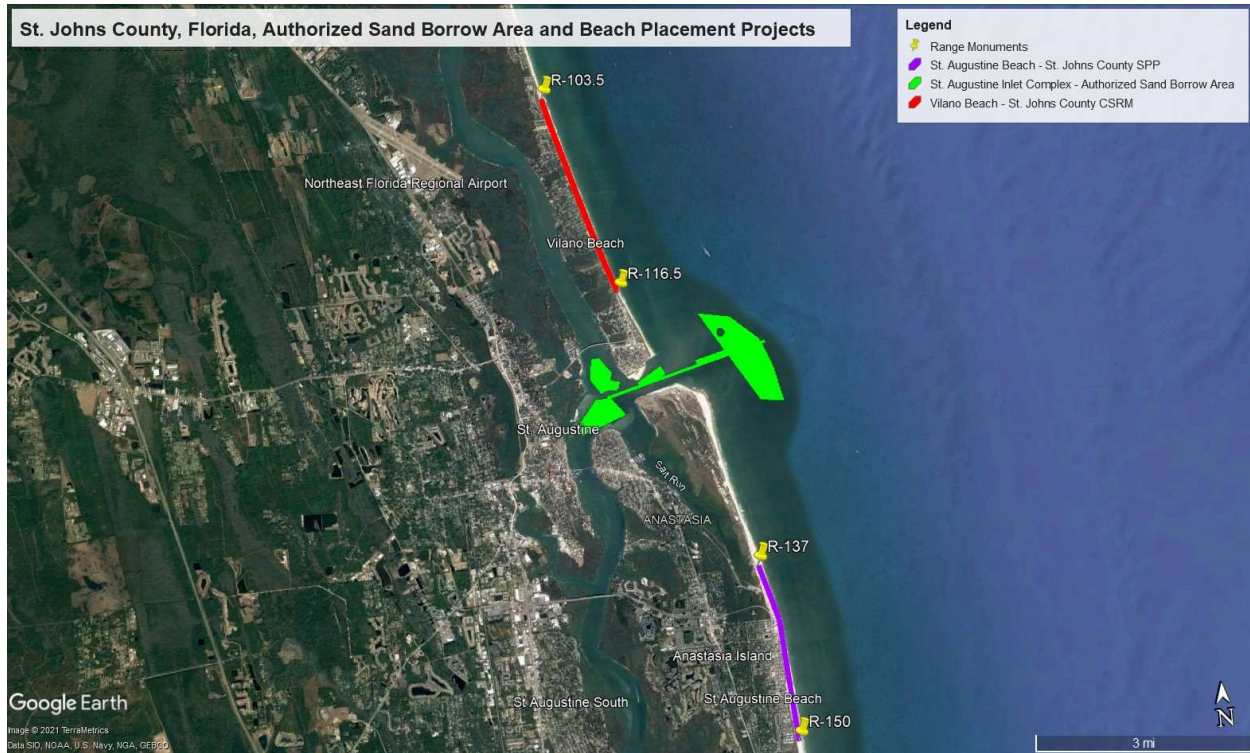 St. Johns County, Florida, Authorized Sand Borrow Area and Beach Placement Projects
Legend
Range Monuments
St. Augustine Beach - St. Johns County SPP
St. Augustine Inlet Complex - Authorized Sand Borrow Area
Vilano Beach - St. Johns County CSRM
R-103.5
Northeast Florida Regional Airport
Vilano Beach
R-116.5
St. Augustine
Salt Run
ANASTASIA
R-137
Anastasia Island
St Augustine South
St Augustine Beach
R-150
Google Earth
Image © 2021 TerraMetrics
Data SIO, NOAA, U.S. Navy, NGA, GEBCO
N
3 mi